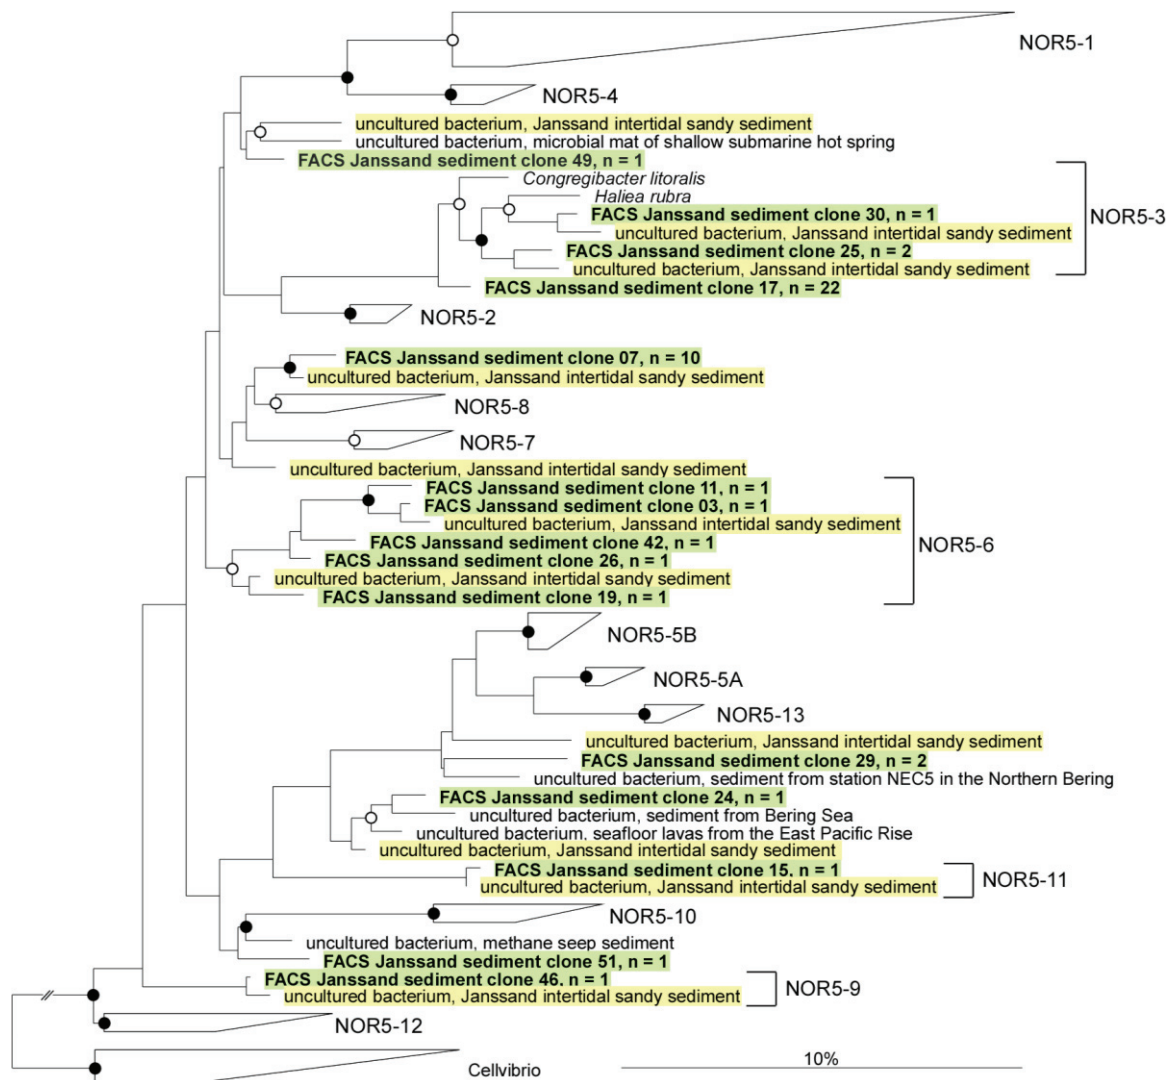 NOR5-1
NOR5-4
uncultured bacterium, Janssand intertidal sandy sediment
uncultured bacterium, microbial mat of shallow submarine hot spring
FACS Janssand sediment clone 49, n = 1
Congregibacter litoralis
Haliea rubra
FACS Janssand sediment clone 30, n = 1
NOR5-3
uncultured bacterium, Janssand intertidal sandy sediment
FACS Janssand sediment clone 25, n = 2
uncultured bacterium, Janssand intertidal sandy sediment
FACS Janssand sediment clone 17, n = 22
NOR5-2
FACS Janssand sediment clone 07, n = 10
uncultured bacterium, Janssand intertidal sandy sediment
NOR5-8
NOR5-7
uncultured bacterium, Janssand intertidal sandy sediment
FACS Janssand sediment clone 11, n = 1
FACS Janssand sediment clone 03, n = 1
uncultured bacterium, Janssand intertidal sandy sediment
FACS Janssand sediment clone 42, n = 1
NOR5-6
FACS Janssand sediment clone 26, n = 1
uncultured bacterium, Janssand intertidal sandy sediment
FACS Janssand sediment clone 19, n = 1
NOR5-5B
NOR5-5A
NOR5-13
uncultured bacterium, Janssand intertidal sandy sediment
FACS Janssand sediment clone 29, n = 2
uncultured bacterium, sediment from station NEC5 in the Northern Bering
FACS Janssand sediment clone 24, n = 1
uncultured bacterium, sediment from Bering Sea
uncultured bacterium, seafloor lavas from the East Pacific Rise
uncultured bacterium, Janssand intertidal sandy sediment
FACS Janssand sediment clone 15, n = 1
NOR5-11
uncultured bacterium, Janssand intertidal sandy sediment
NOR5-10
uncultured bacterium, methane seep sediment
FACS Janssand sediment clone 51, n = 1
FACS Janssand sediment clone 46, n = 1
NOR5-9
uncultured bacterium, Janssand intertidal sandy sediment
NOR5-12
10%
Cellvibrio